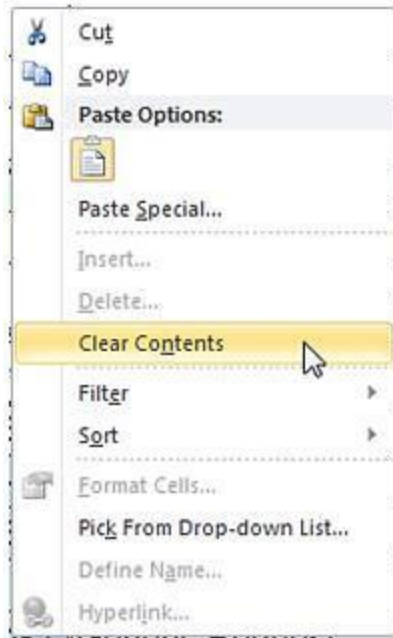 Cut
Copy
Paste Options:
Paste Special...
Insert...
Delete...
Clear Contents
Filter
Sort
Format Cells...
Pick From Drop-down List...
Define Name...
Hyperlink...